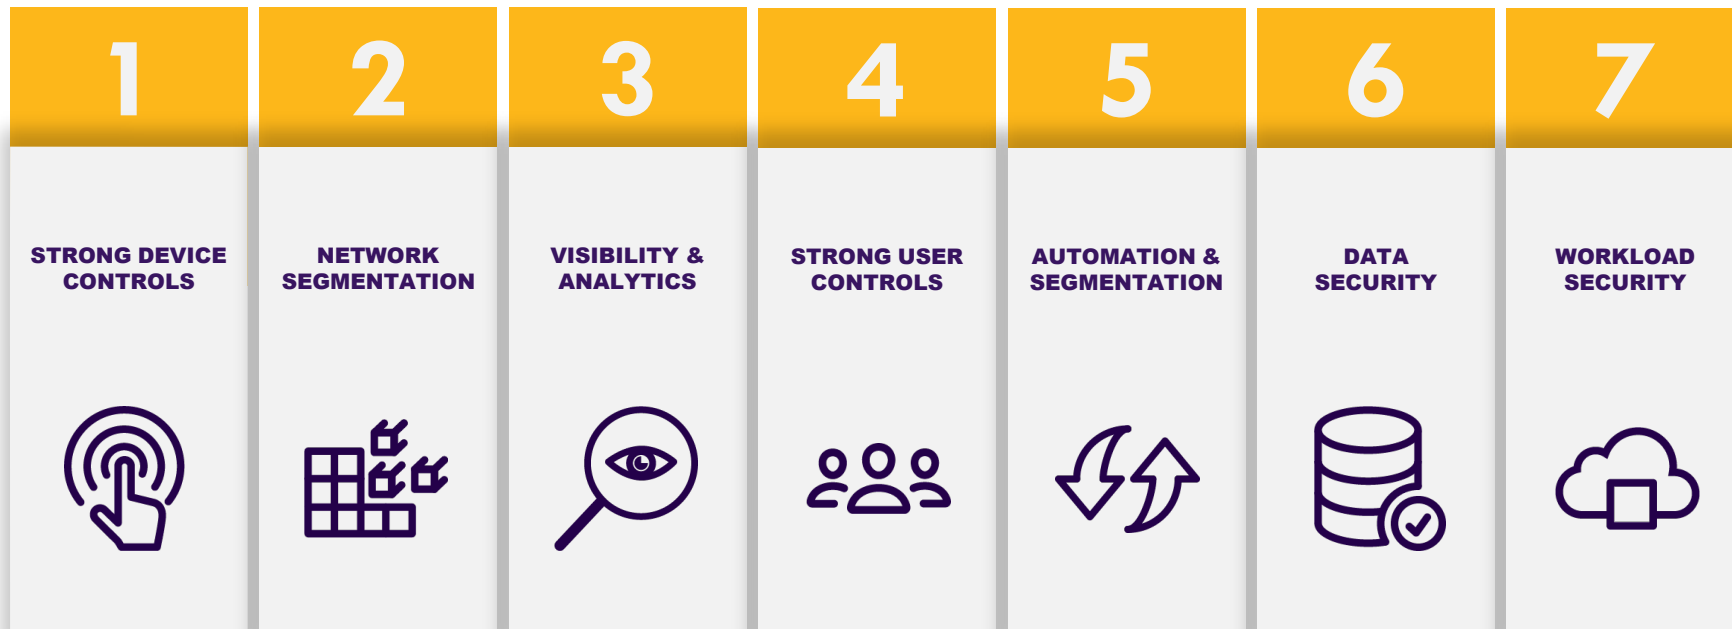 1
STRONG DEVICE
CONTROLS
2
NETWORK
SEGMENTATION
3
VISIBILITY &
ANALYTICS
4
STRONG USER
CONTROLS
5
AUTOMATION &
SEGMENTATION
6
DATA
SECURITY
7
WORKLOAD
SECURITY